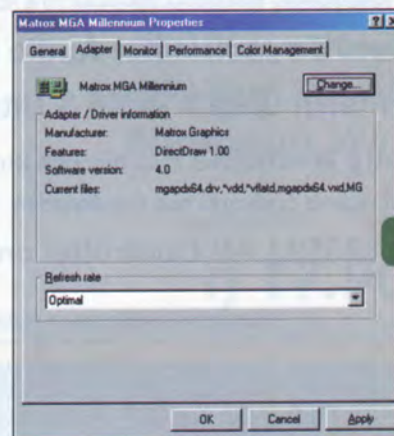 Matrox MGA Millennium Properties
General Adapter Monitor Performance Color Management
Matrox MGA Millennium Change...
Adapter / Driver information
Manufacturer: Matrox Graphics
Features: DirectDraw 1.00
Software version: 4.0
Current files: mgapdx64.drv,*vdd,*vflatd,mgapdx64.vxd,MG
Refresh rate
Optimal
OK Cancel Apply